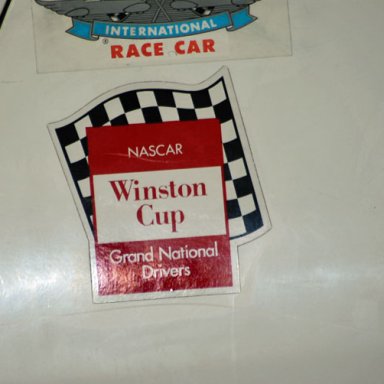 INTERNATIONAL
® RACE CAR
NASCAR
Winston
Cup
Grand National
Drivers